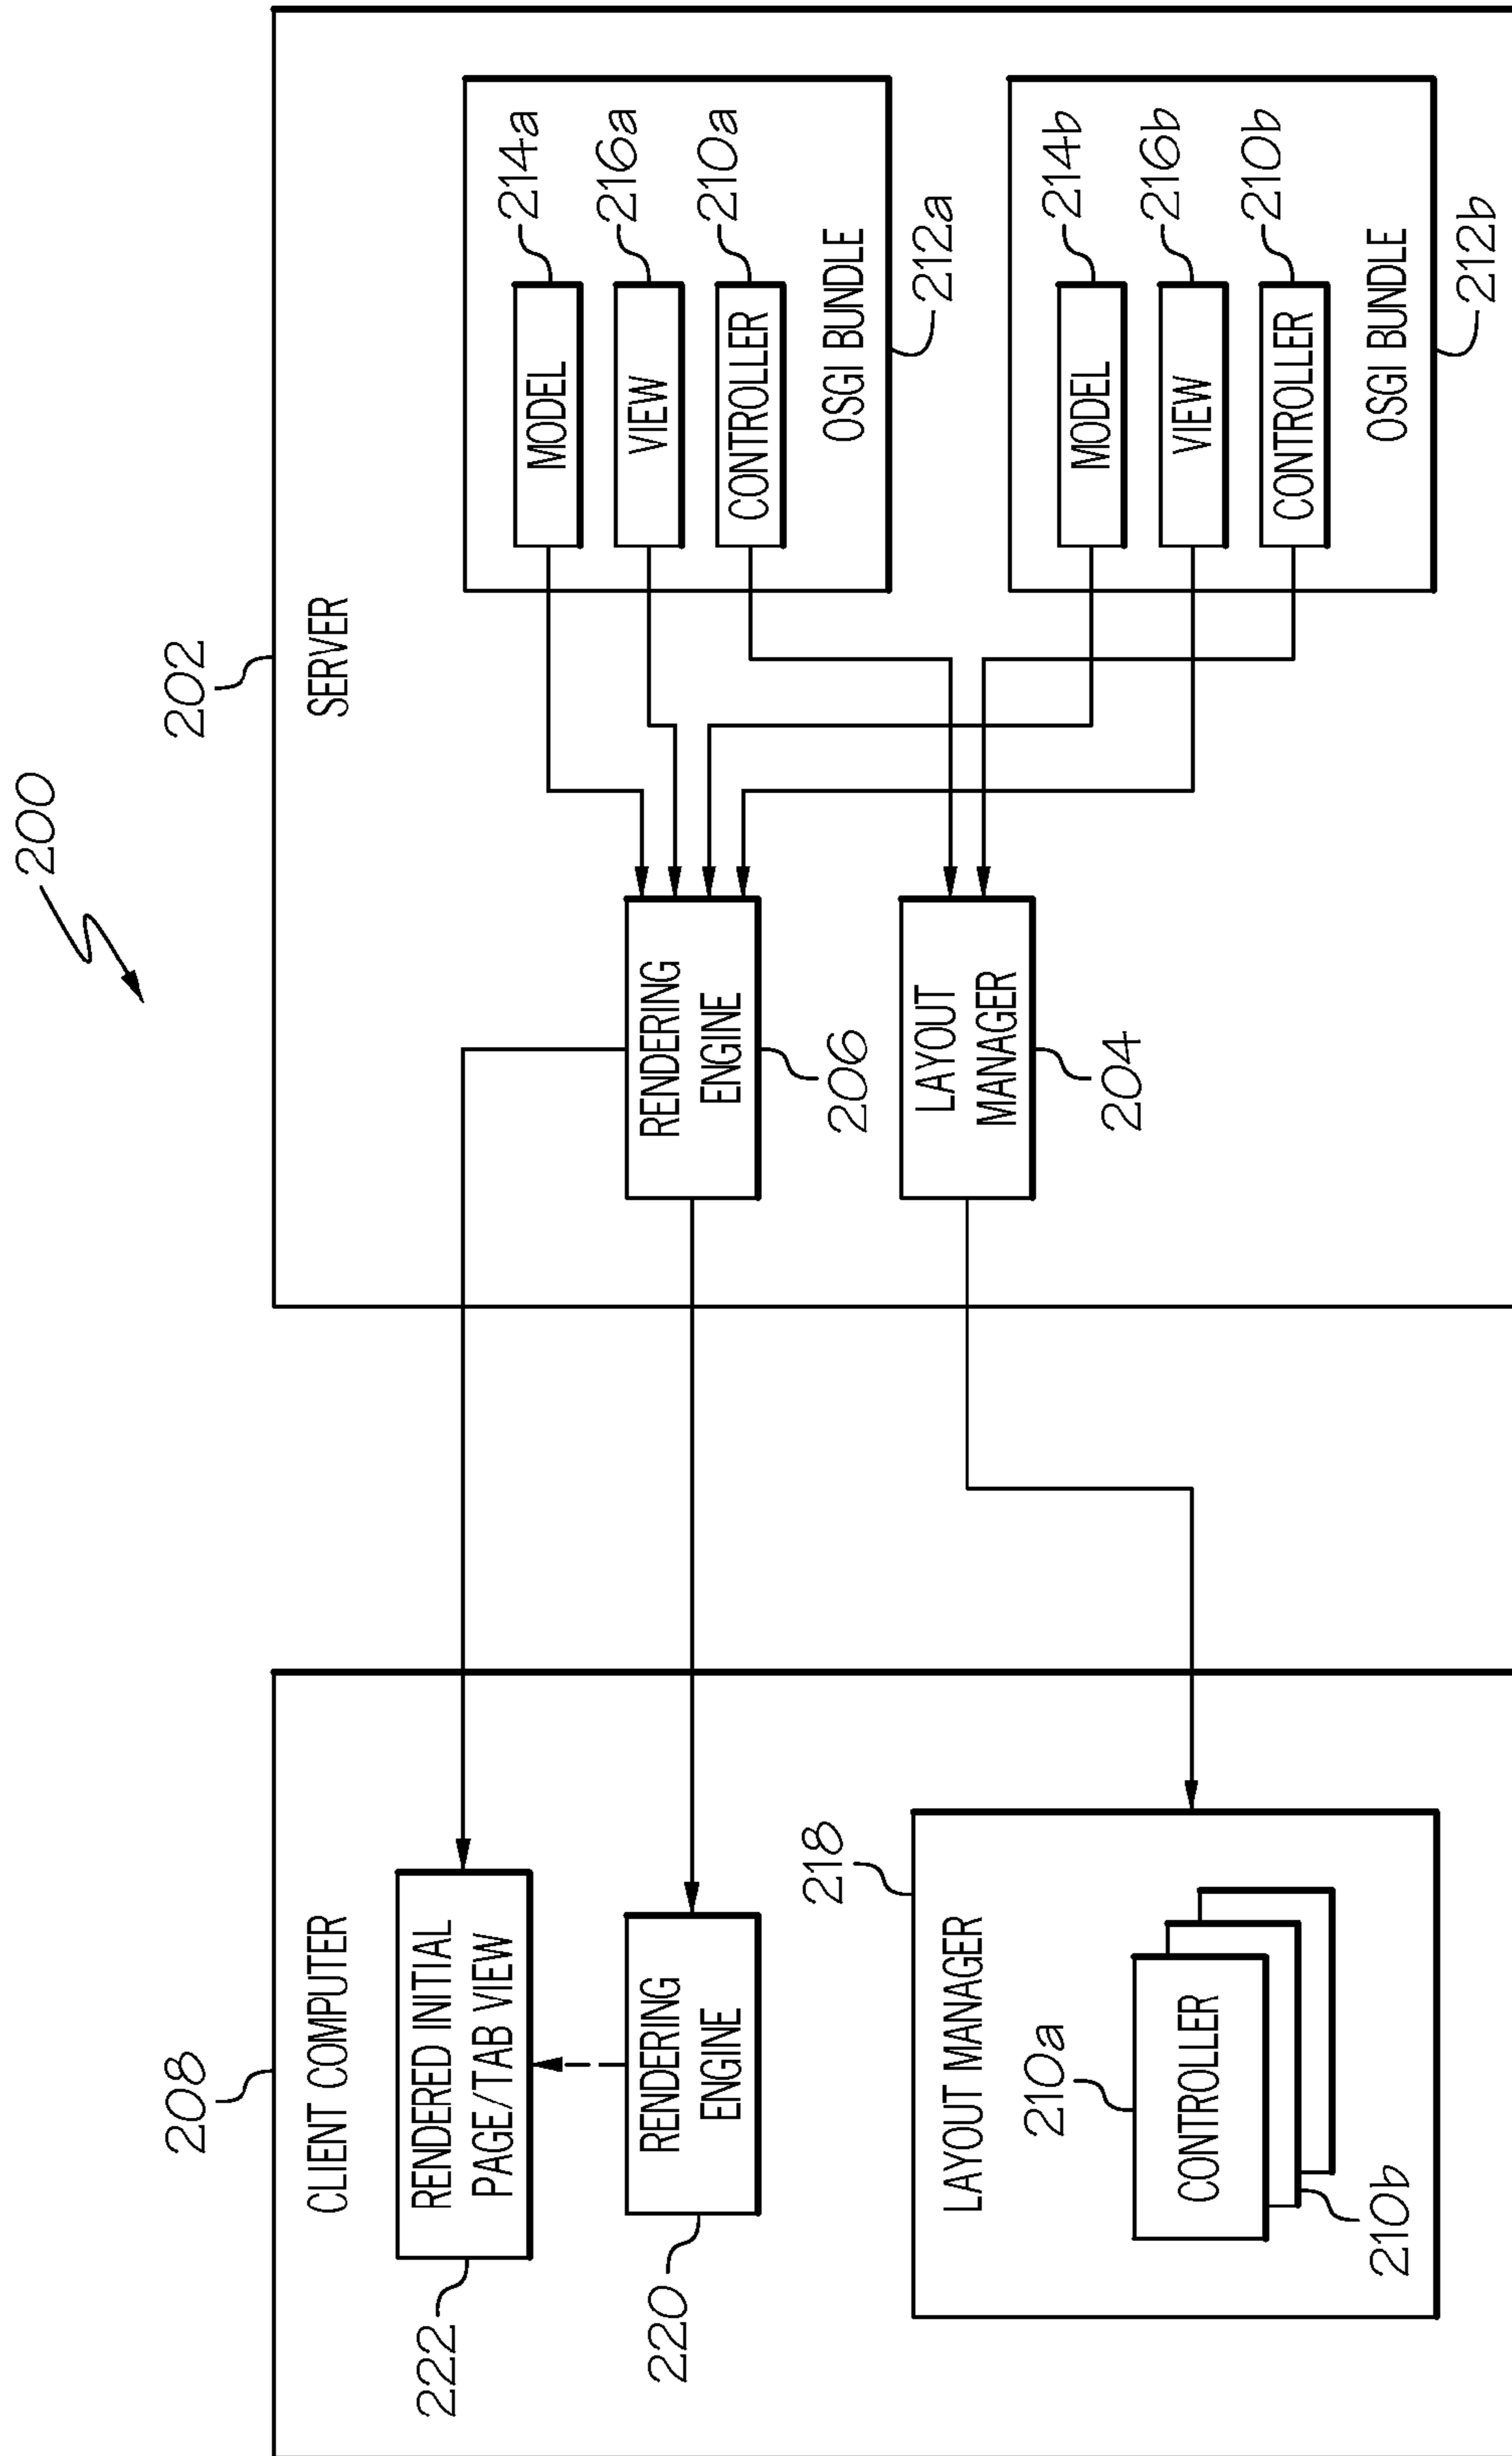 200
202
208
SERVER
CLIENT COMPUTER
222
RENDERED INITIAL
PAGE/TAB VIEW
MODEL
214a
VIEW
216a
CONTROLLER
210a
OSGI BUNDLE
212a
220
RENDERING
ENGINE
RENDERING
ENGINE
206
218
LAYOUT MANAGER
210a
CONTROLLER
210b
LAYOUT
MANAGER
204
MODEL
214b
VIEW
216b
CONTROLLER
210b
OSGI BUNDLE
212b